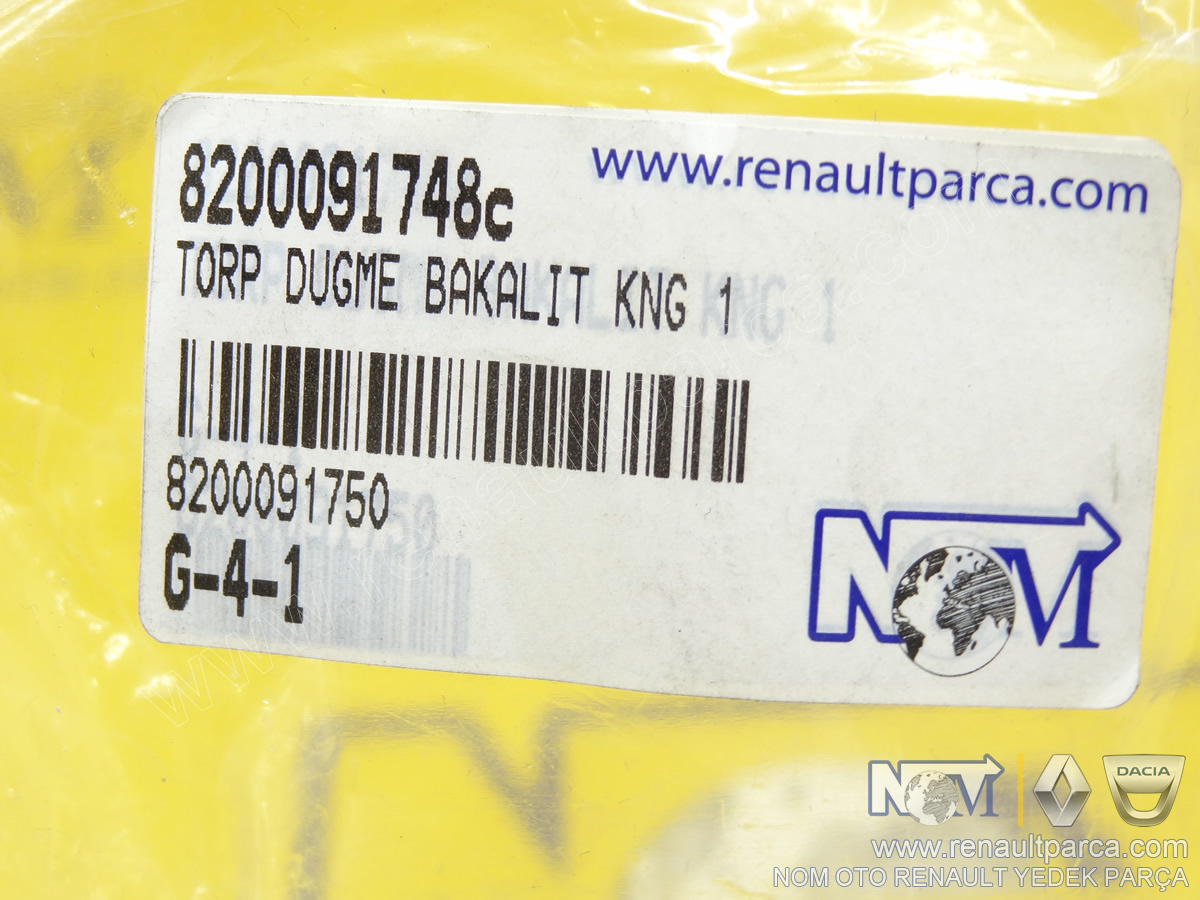 8200091748c
www.renaultparca.com
TORP DUGME BAKALIT KNG 1
8200091750
G-4-1
NOM
NOM
DACIA
www.renaultparca.com
NOM OTO RENAULT YEDEK PARÇA